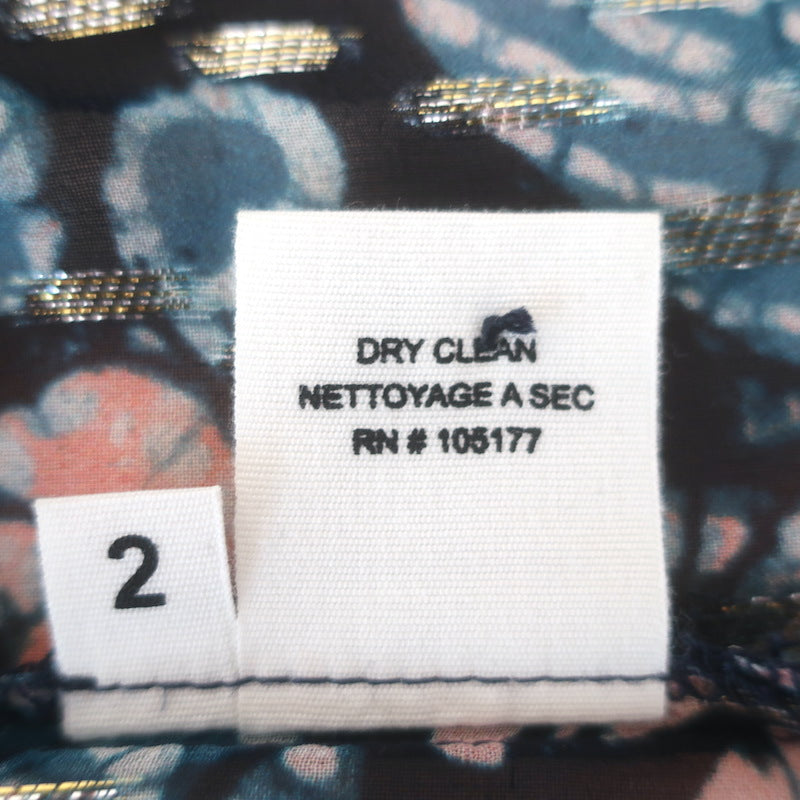 DRY CLEAN
NETTOYAGE A SEC
RN # 105177
2